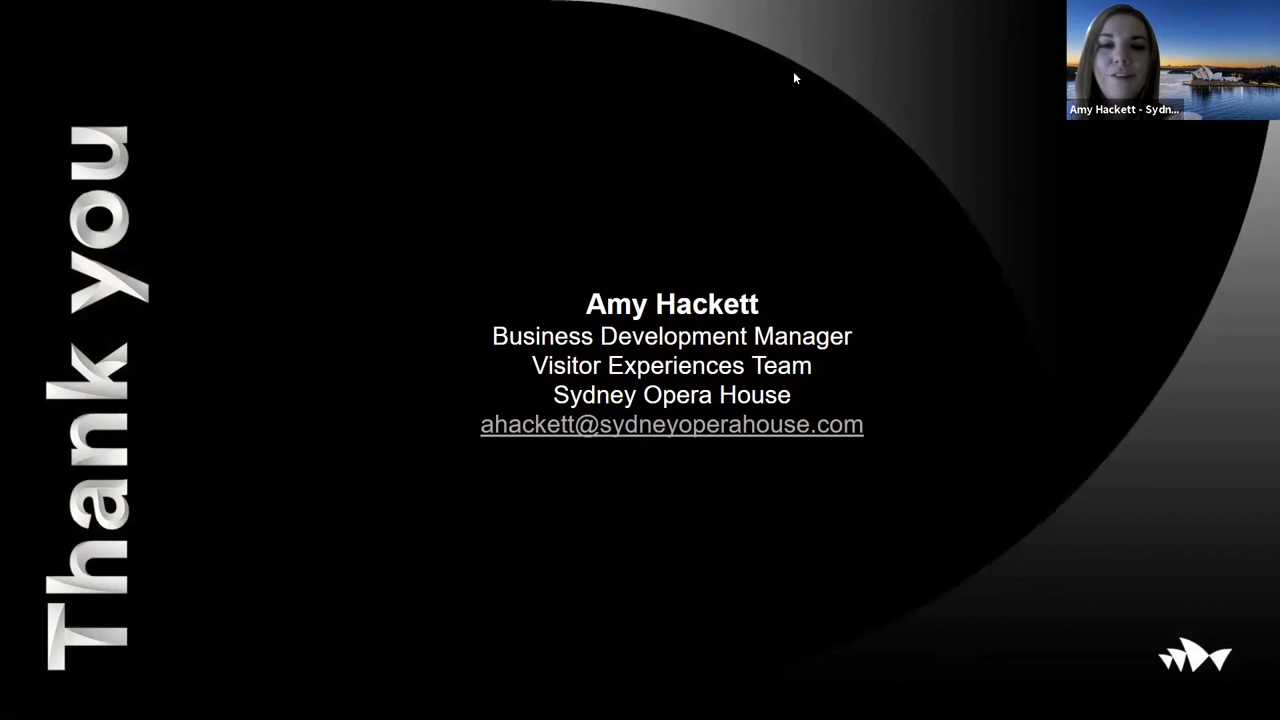 Thank you
Amy Hackett
Business Development Manager
Visitor Experiences Team
Sydney Opera House
ahackett@sydneyoperahouse.com
Amy Hackett - Sydn...